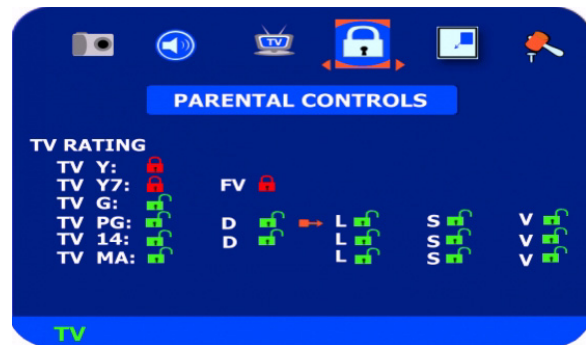 TV
T
PARENTAL CONTROLS
TV RATING
TV Y:
TV Y7: FV
TV G:
TV PG: D L S V
TV 14: D L S V
TV MA: L S V
TV